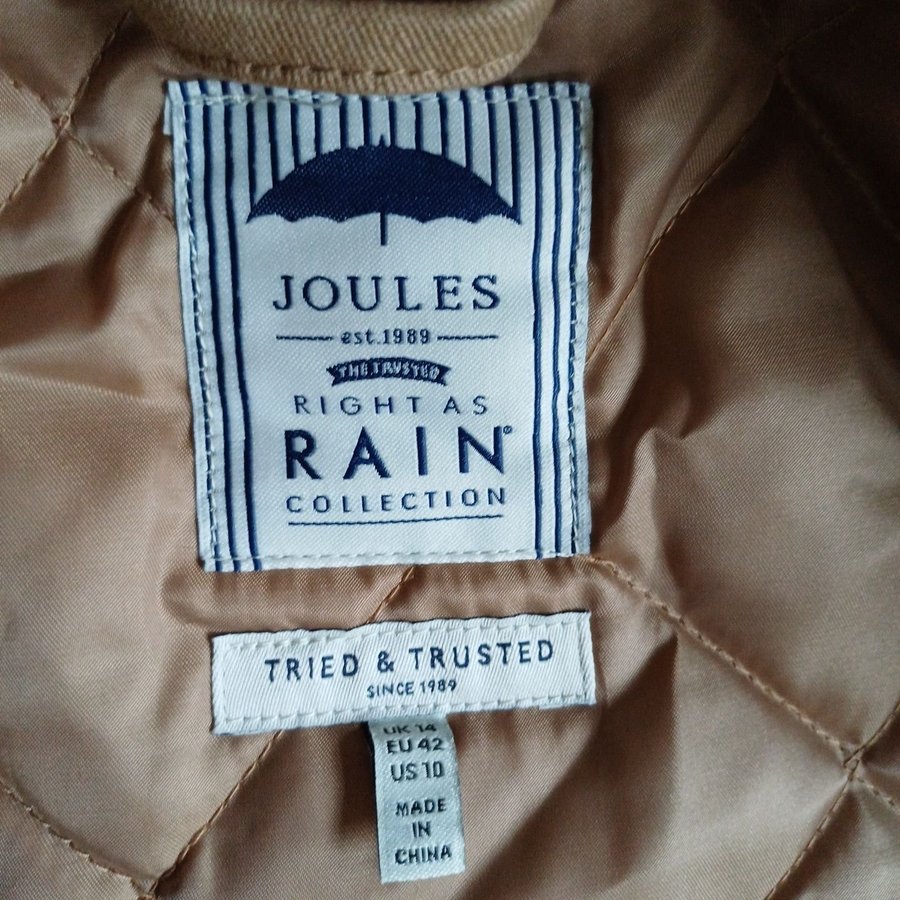 JOULES
est.1989
THE TRUSTED
RIGHT AS
RAIN®
COLLECTION
TRIED & TRUSTED
SINCE 1989
UK 14
EU 42
US 10
MADE
IN
CHINA